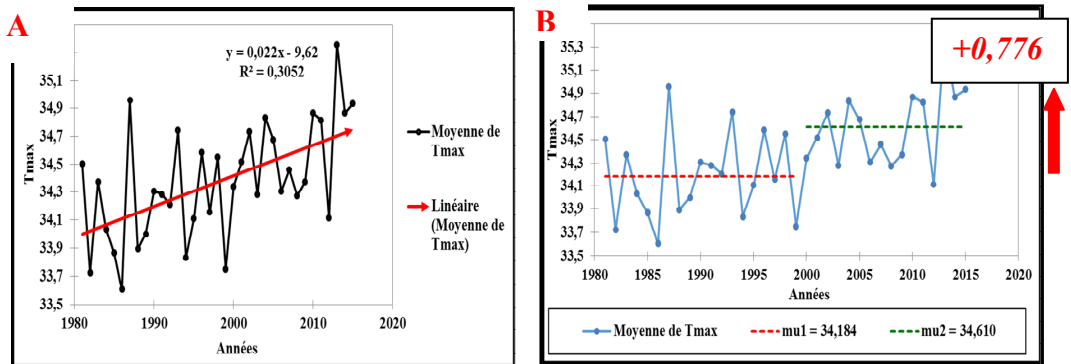 A
y = 0,022x - 9,62
R² = 0,3052
Tmax
35,1
34,9
34,7
34,5
34,3
34,1
33,9
33,7
33,5
1980
1990
2000
2010
2020
Années
Moyenne de
Tmax
Linéaire
(Moyenne de
Tmax)
B
+0,776
Tmax
35,5
35,3
35,1
34,9
34,7
34,5
34,3
34,1
33,9
33,7
33,5
1980
1985
1990
1995
2000
2005
2010
2015
2020
Années
Moyenne de Tmax
mu1 = 34,184
mu2 = 34,610